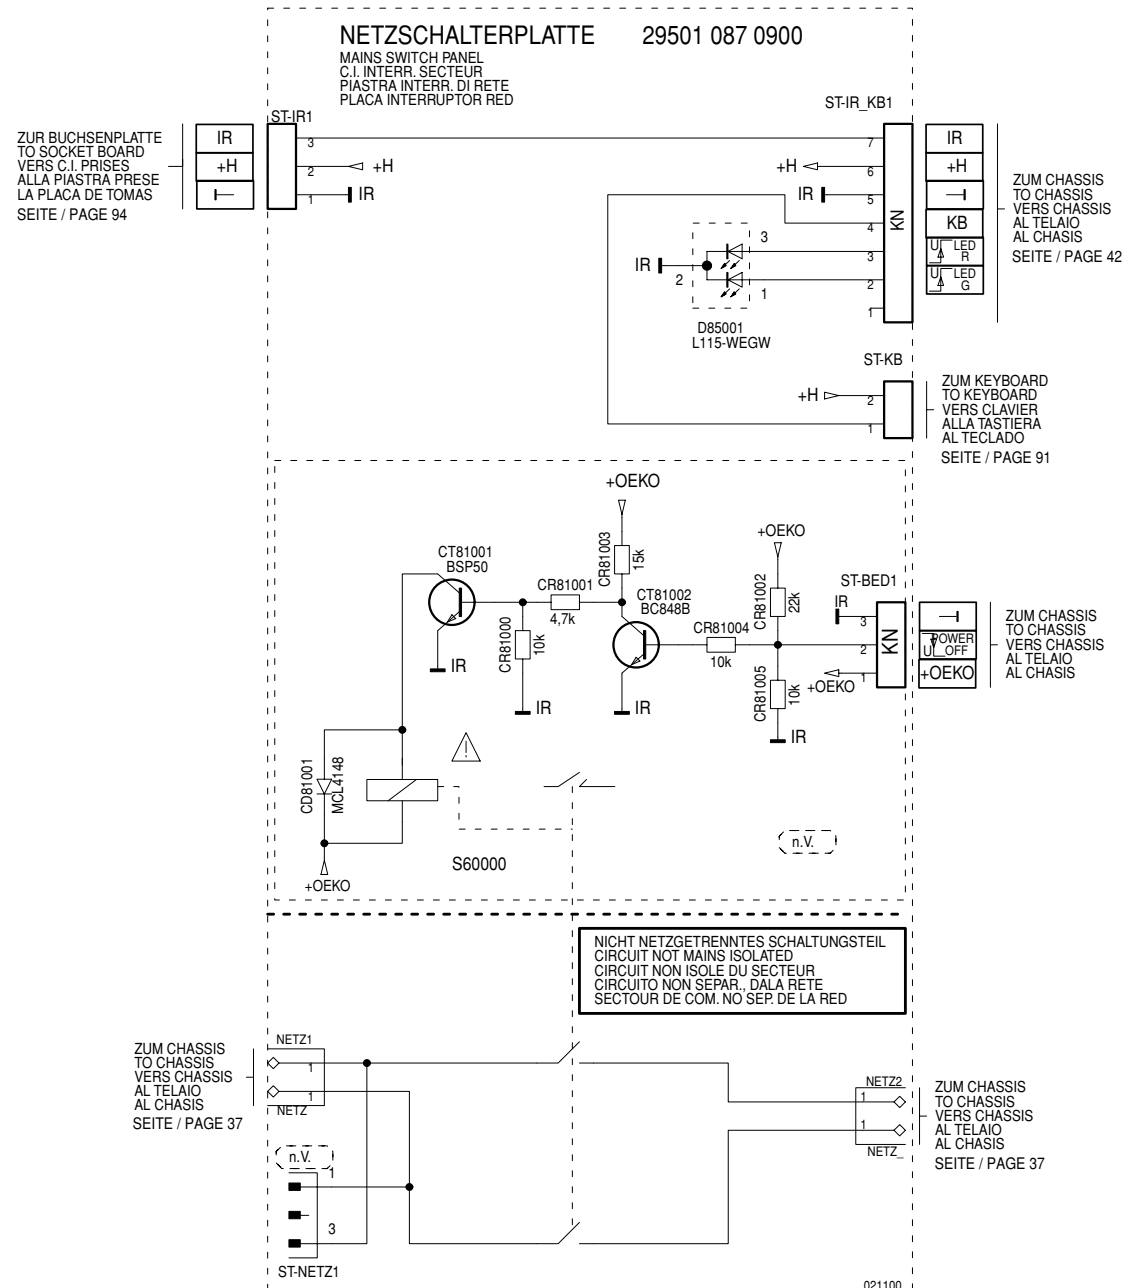 NETZSCHALTERPLATTE 29501 087 0900
MAINS SWITCH PANEL
C.I. INTERR. SECTEUR
PIASTRA INTERR. DI RETE
PLACA INTERRUPTOR RED
ST-IR1
ST-IR_KB1
ZUR BUCHSENPLATTE
TO SOCKET BOARD
VERS C.I. PRISES
ALLA PIASTRA PRESE
LA PLACA DE TOMAS
SEITE / PAGE 94
IR
+H
3
2
1
+H
IR
7
6
5
4
3
2
1
+H
IR
KN
IR
+H
KB
U LED
R
U LED
G
ZUM CHASSIS
TO CHASSIS
VERS CHASSIS
AL TELAIO
AL CHASIS
SEITE / PAGE 42
IR
2
3
1
D85001
L115-WEGW
ST-KB
+H
2
1
ZUM KEYBOARD
TO KEYBOARD
VERS CLAVIER
ALLA TASTIERA
AL TECLADO
SEITE / PAGE 91
+OEKO
CR81003
15k
+OEKO
CT81001
BSP50
CR81001
4,7k
CT81002
BC848B
CR81002
22k
CR81004
10k
CR81000
10k
IR
IR
IR
CR81005
10k
IR
ST-BED1
IR
3
2
1
+OEKO
KN
POWER
U OFF
+OEKO
ZUM CHASSIS
TO CHASSIS
VERS CHASSIS
AL TELAIO
AL CHASIS
CD81001
MCL4148
!
+OEKO
S60000
n.V.
NICHT NETZGETRENNTES SCHALTUNGSTEIL
CIRCUIT NOT MAINS ISOLATED
CIRCUIT NON ISOLE DU SECTEUR
CIRCUITO NON SEPAR., DALA RETE
SECTOUR DE COM. NO SEP. DE LA RED
ZUM CHASSIS
TO CHASSIS
VERS CHASSIS
AL TELAIO
AL CHASIS
SEITE / PAGE 37
NETZ1
1
1
NETZ
n.V.
1
3
ST-NETZ1
NETZ2
1
1
NETZ_
ZUM CHASSIS
TO CHASSIS
VERS CHASSIS
AL TELAIO
AL CHASIS
SEITE / PAGE 37
021100